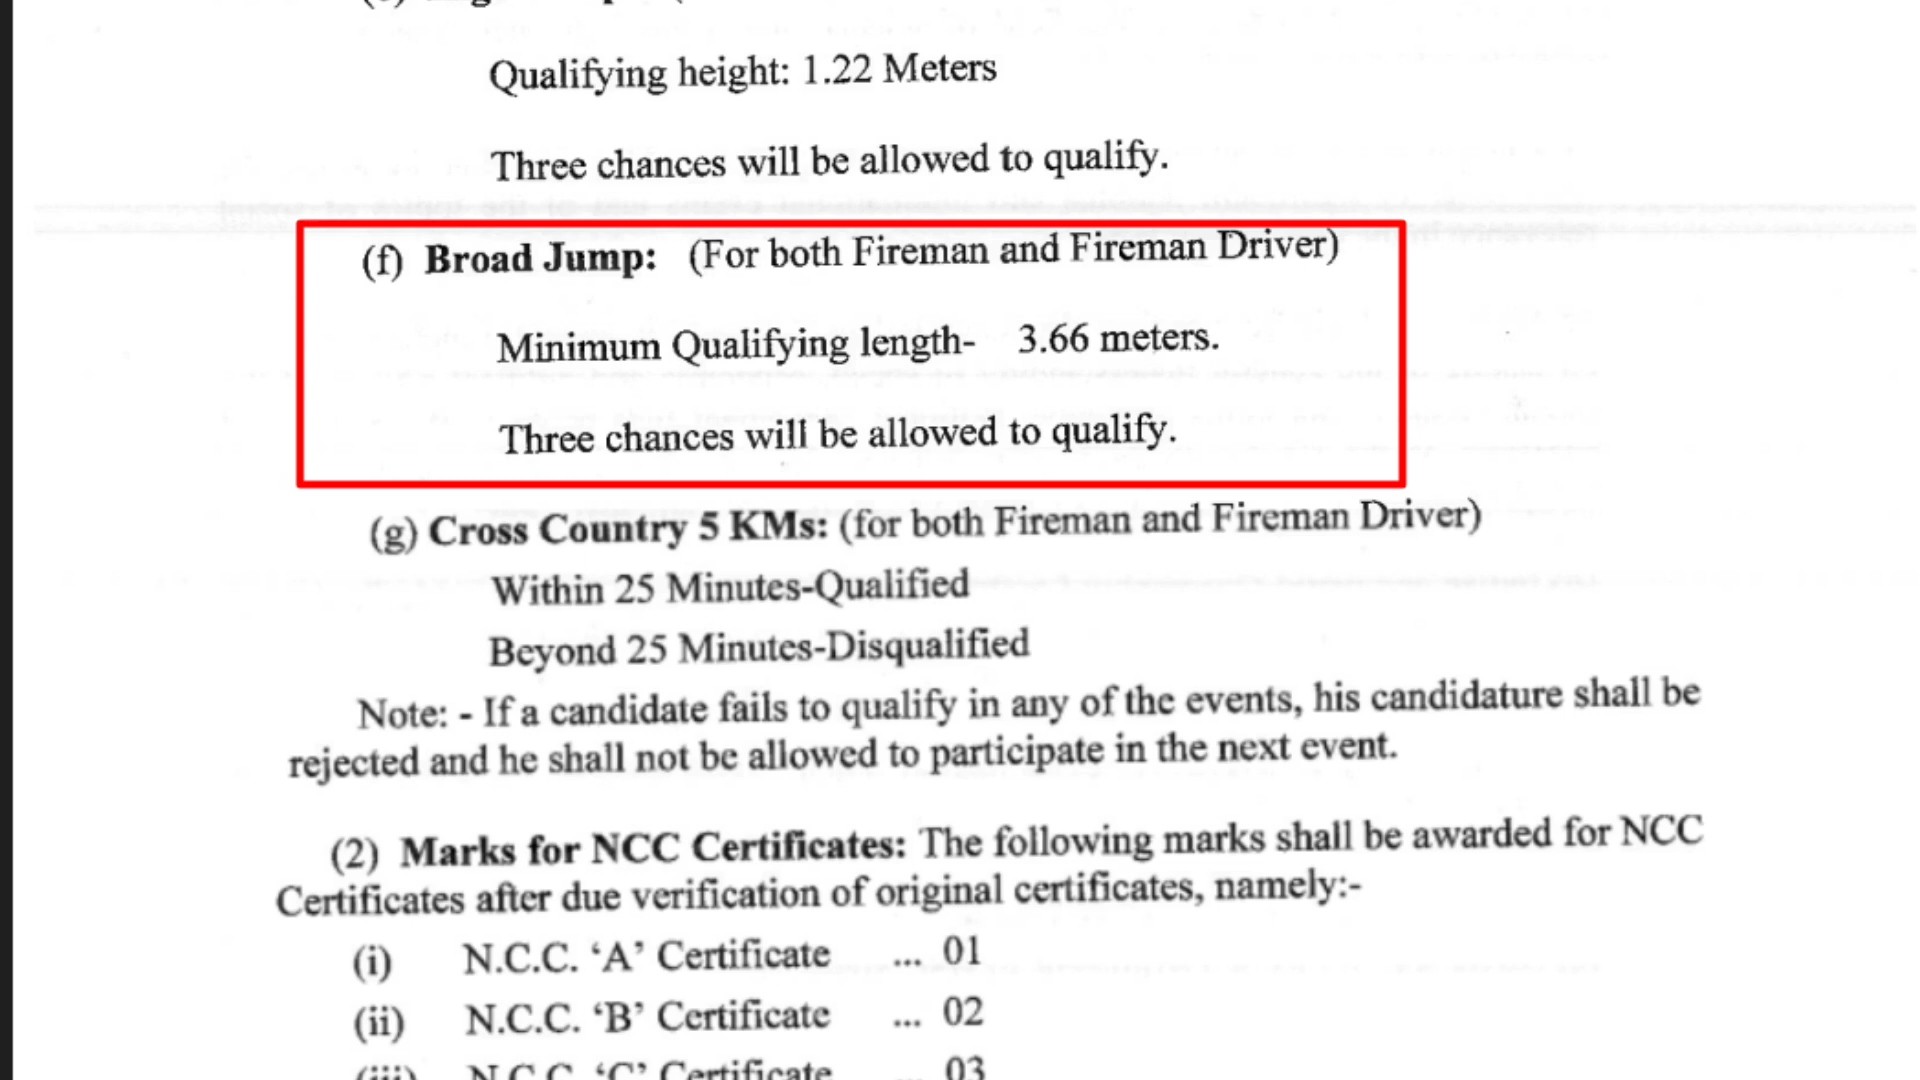 Qualifying height: 1.22 Meters
Three chances will be allowed to qualify.
(f) Broad Jump: (For both Fireman and Fireman Driver)
Minimum Qualifying length- 3.66 meters.
Three chances will be allowed to qualify.
(g) Cross Country 5 KMs: (for both Fireman and Fireman Driver)
Within 25 Minutes-Qualified
Beyond 25 Minutes-Disqualified
Note: - If a candidate fails to qualify in any of the events, his candidature shall be
rejected and he shall not be allowed to participate in the next event.
(2) Marks for NCC Certificates: The following marks shall be awarded for NCC
Certificates after due verification of original certificates, namely:-
(i) N.C.C. ‘A’ Certificate ... 01
(ii) N.C.C. ‘B’ Certificate ... 02
(iii) N.C.C. ‘C’ Certificate ... 03